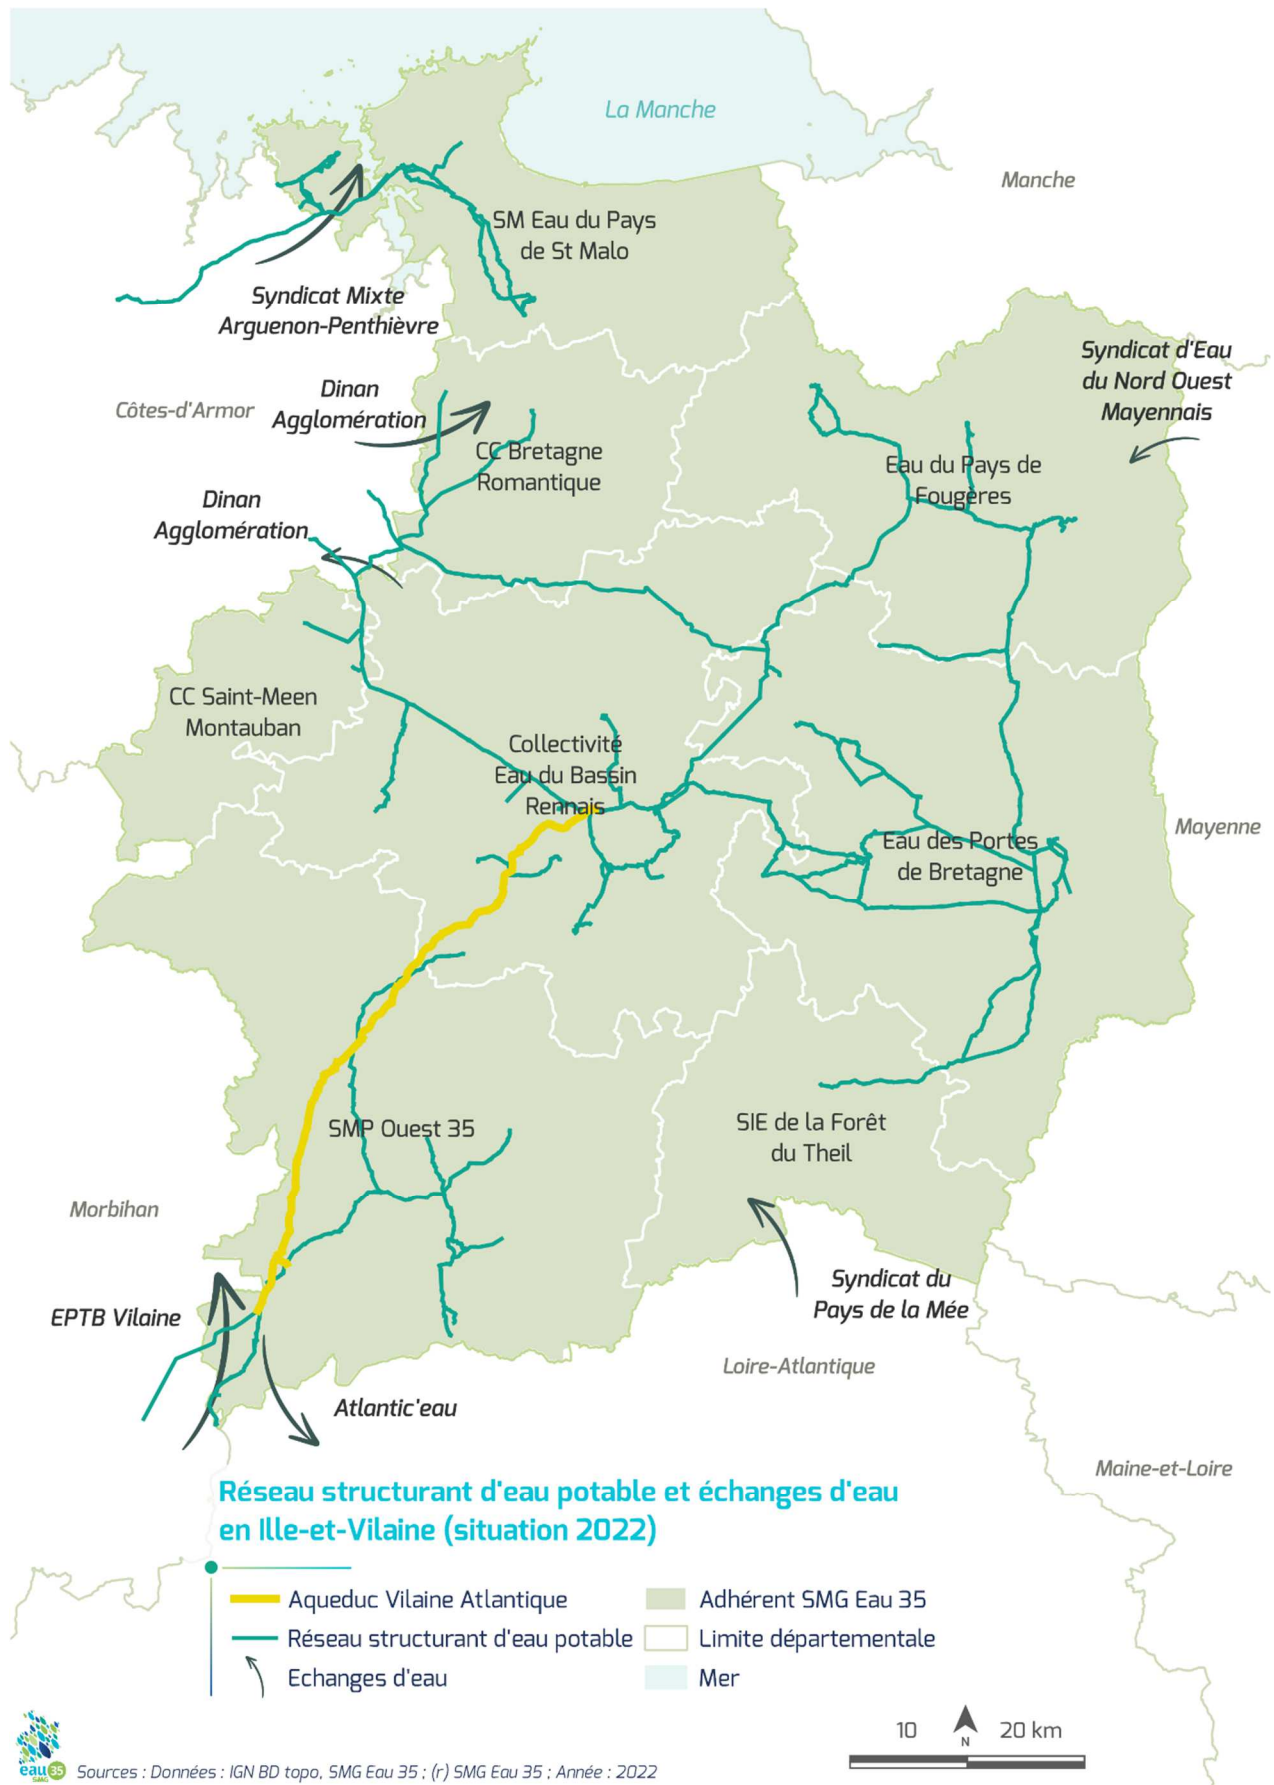 La Manche
Manche
SM Eau du Pays
de St Malo
Syndicat Mixte
Arguenon-Penthièvre
Syndicat d'Eau
du Nord Ouest
Mayennais
Dinan
Agglomération
Côtes-d'Armor
CC Bretagne
Romantique
Eau du Pays de
Fougères
Dinan
Agglomération
CC Saint-Meen
Montauban
Collectivité
Eau du Bassin
Rennais
Mayenne
Eau des Portes
de Bretagne
SMP Ouest 35
SIE de la Forêt
du Theil
Morbihan
EPTB Vilaine
Syndicat du
Pays de la Mée
Loire-Atlantique
Atlantic'eau
Maine-et-Loire
Réseau structurant d'eau potable et échanges d'eau
en Ille-et-Vilaine (situation 2022)
Aqueduc Vilaine Atlantique
Adhérent SMG Eau 35
Réseau structurant d'eau potable
Limite départementale
Echanges d'eau
Mer
10 20 km
N
eau 35
SMG
Sources : Données : IGN BD topo, SMG Eau 35 ; (r) SMG Eau 35 ; Année : 2022